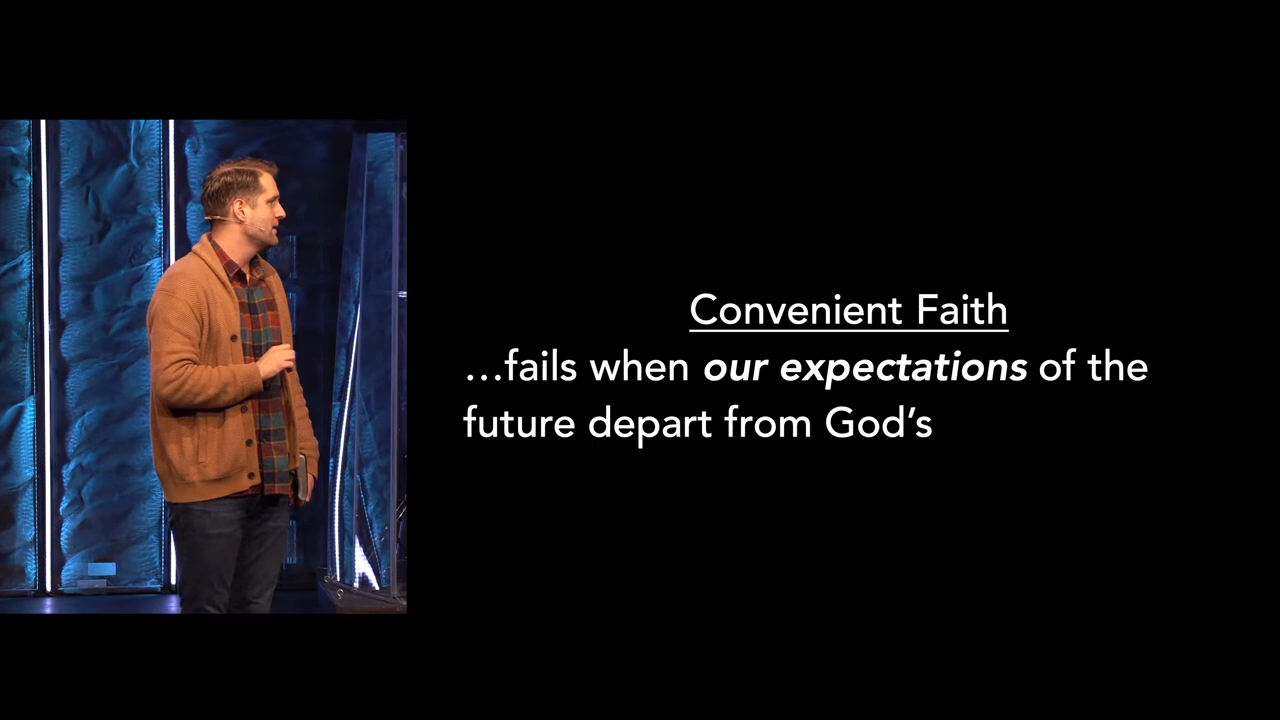 Convenient Faith
…fails when our expectations of the
future depart from God’s